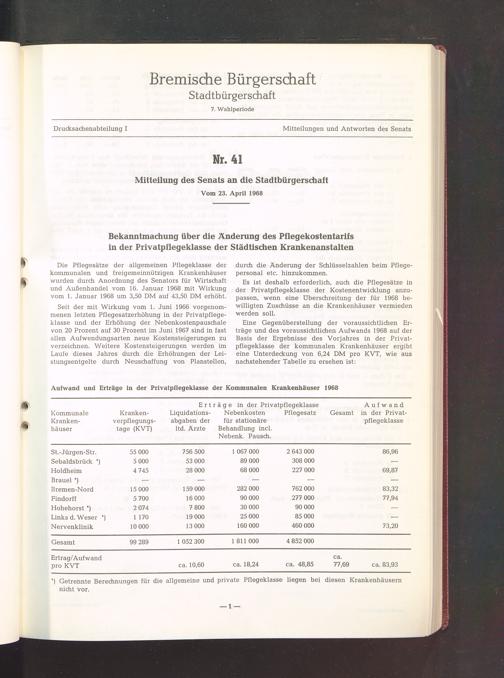 Bremische Bürgerschaft
Stadtbürgerschaft
7. Wahlperiode
Drucksachenabteilung I
Mitteilungen und Antworten des Senats
Nr. 41
Mitteilung des Senats an die Stadtbürgerschaft
Vom 23. April 1968
Bekanntmachung über die Änderung des Pflegekostentarifs
in der Privatpflegeklasse der Städtischen Krankenanstalten
Die Pflegesätze der allgemeinen Pflegeklasse der
kommunalen und freigemeinnützigen Krankenhäuser
wurden durch Anordnung des Senators für Wirtschaft
und Außenhandel vom 16. Januar 1968 mit Wirkung
vom 1. Januar 1968 um 3,50 DM auf 43,50 DM erhöht.
Seit der mit Wirkung vom 1. Juni 1966 vorgenom-
menen letzten Pflegesatzerhöhung in der Privatpflege-
klasse und der Erhöhung der Nebenkostenpauschale
von 20 Prozent auf 30 Prozent im Juni 1967 sind in fast
allen Aufwendungsarten neue Kostensteigerungen zu
verzeichnen. Weitere Kostensteigerungen werden im
Laufe dieses Jahres durch die Erhöhungen der Lei-
stungsentgelte durch Neuschaffung von Planstellen,
durch die Änderung der Schlüsselzahlen beim Pflege-
personal etc. hinzukommen.
Es ist deshalb erforderlich, auch die Pflegesätze in
der Privatpflegeklasse der Kostenentwicklung anzu-
passen, wenn eine Überschreitung der für 1968 be-
willigten Zuschüsse an die Krankenhäuser vermieden
werden soll.
Eine Gegenüberstellung der voraussichtlichen Er-
träge und des voraussichtlichen Aufwands 1968 auf der
Basis der Ergebnisse des Vorjahres in der Privat-
pflegeklasse der kommunalen Krankenhäuser ergibt
eine Unterdeckung von 6,24 DM pro KVT, wie aus
nachstehender Tabelle zu ersehen ist:
Aufwand und Erträge in der Privatpflegeklasse der Kommunalen Krankenhäuser 1968
Erträge in der Privatpflegeklasse Aufwand
Kommunale Kranken- Liquidations- Nebenkosten Pflegesatz Gesamt in der Privat-
Kranken- verpflegungs- abgaben der für stationäre pflegeklasse
häuser tage (KVT) ltd. Ärzte Behandlung incl.
Nebenk. Pausch.
St.-Jürgen-Str. 55 000 756 500 1 067 000 2 643 000 86,96
Sebaldsbrück *) 5 000 53 000 89 000 308 000 —
Holdheim 4 745 28 000 68 000 227 000 69,87
Brauel *) — — — — —
Bremen-Nord 15 000 159 000 282 000 762 000 83,32
Findorff 5 700 16 000 90 000 277 000 77,94
Huhehorst *) 2 074 7 800 30 000 90 000 —
Links d. Weser *) 1 170 19 000 25 000 85 000 —
Nervenklinik 10 000 13 000 160 000 460 000 73,20
Gesamt 99 289 1 052 300 1 811 000 4 852 000
Ertrag/Aufwand ca.
pro KVT ca. 10,60 ca. 18,24 ca. 48,85 77,69 ca. 83,93
*) Getrennte Berechnungen für die allgemeine und private Pflegeklasse liegen bei diesen Krankenhäusern
nicht vor.
— 1 —